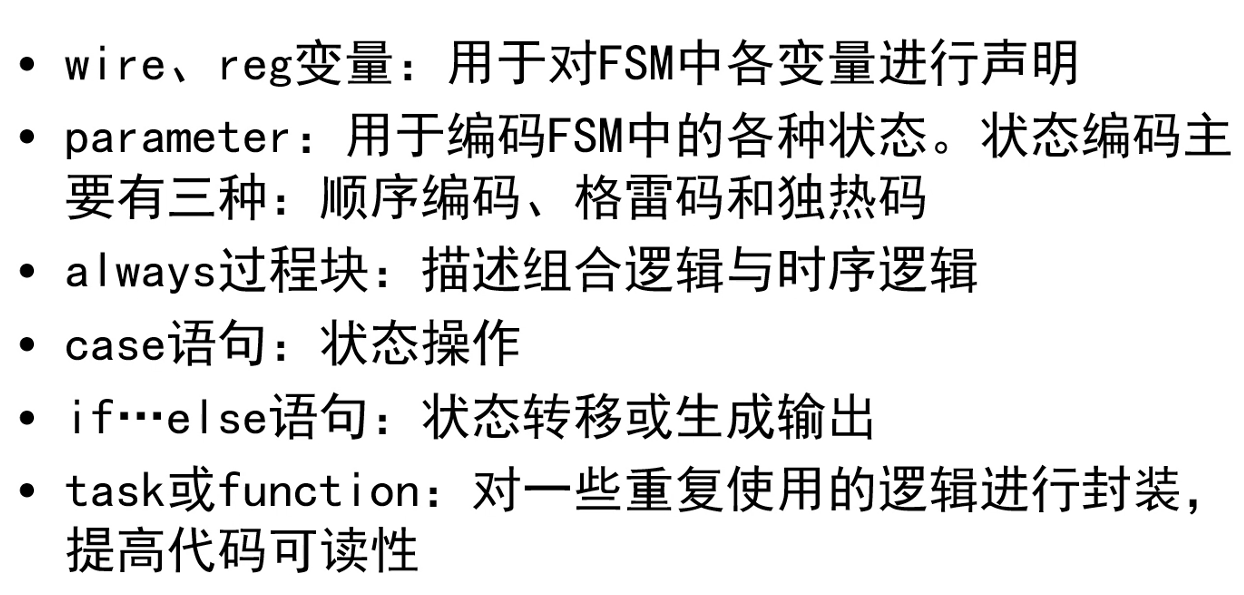 • wire、reg变量：用于对FSM中各变量进行声明
• parameter：用于编码FSM中的各种状态。状态编码主
要有三种：顺序编码、格雷码和独热码
• always过程块：描述组合逻辑与时序逻辑
• case语句：状态操作
• if…else语句：状态转移或生成输出
• task或function：对一些重复使用的逻辑进行封装，
提高代码可读性